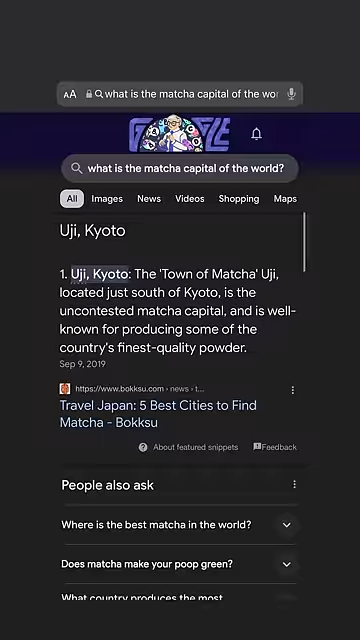 AA what is the matcha capital of the wor
what is the matcha capital of the world?
All Images News Videos Shopping Maps
Uji, Kyoto
1. Uji, Kyoto: The 'Town of Matcha' Uji,
located just south of Kyoto, is the
uncontested matcha capital, and is well-
known for producing some of the
country's finest-quality powder.
Sep 9, 2019
https://www.bokksu.com › news › t...
Travel Japan: 5 Best Cities to Find
Matcha - Bokksu
About featured snippets Feedback
People also ask
Where is the best matcha in the world?
Does matcha make your poop green?
What country produces the most